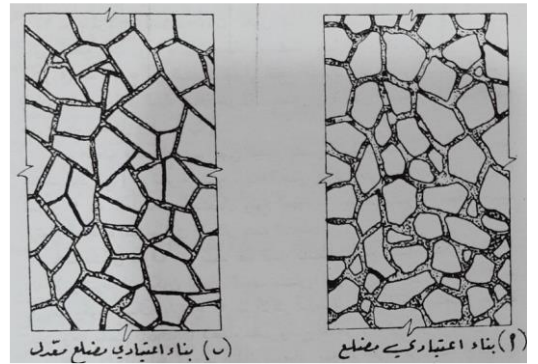 (أ) بناء اعتيادي مضلع
(ب) بناء اعتيادي مضلع معدل